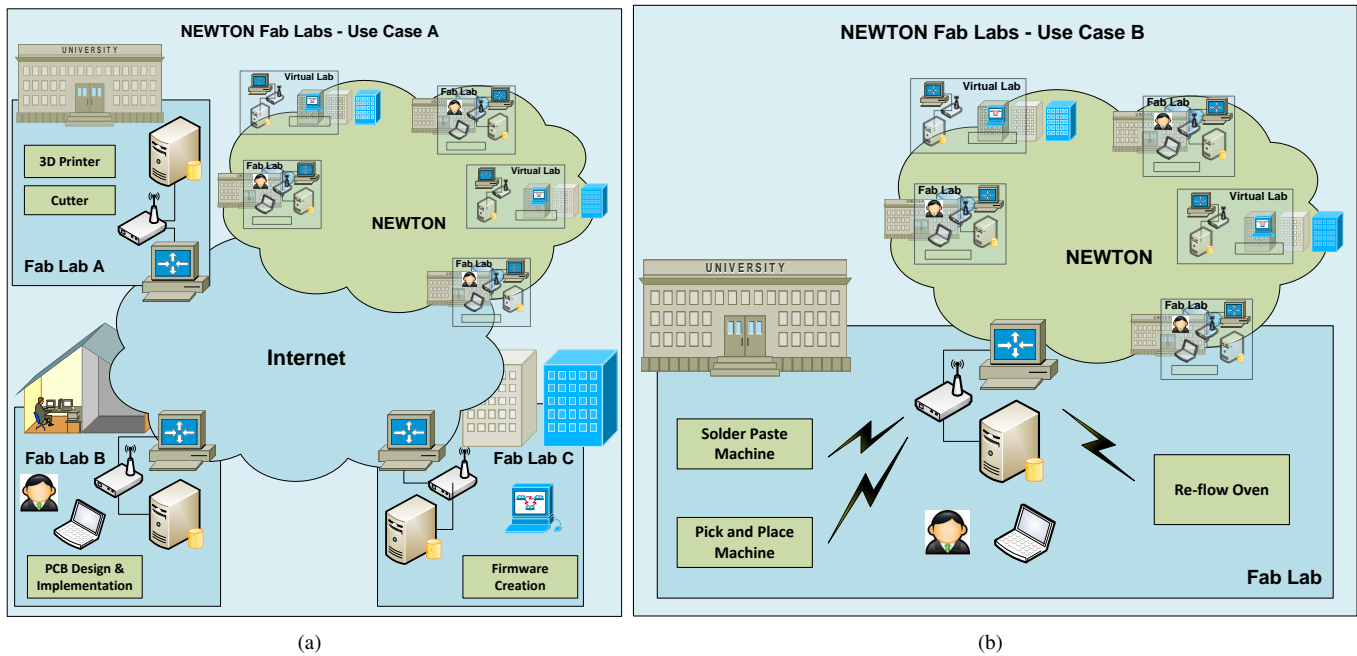 NEWTON Fab Labs - Use Case A
UNIVERSITY
Virtual Lab
Fab Lab
3D Printer
Cutter
Fab Lab
Virtual Lab
NEWTON
Fab Lab A
Fab Lab
Internet
Fab Lab B
Fab Lab C
PCB Design &
Implementation
Firmware
Creation
(a)
NEWTON Fab Labs - Use Case B
Virtual Lab
Fab Lab
Fab Lab
Virtual Lab
NEWTON
UNIVERSITY
Fab Lab
Solder Paste
Machine
Re-flow Oven
Pick and Place
Machine
Fab Lab
(b)